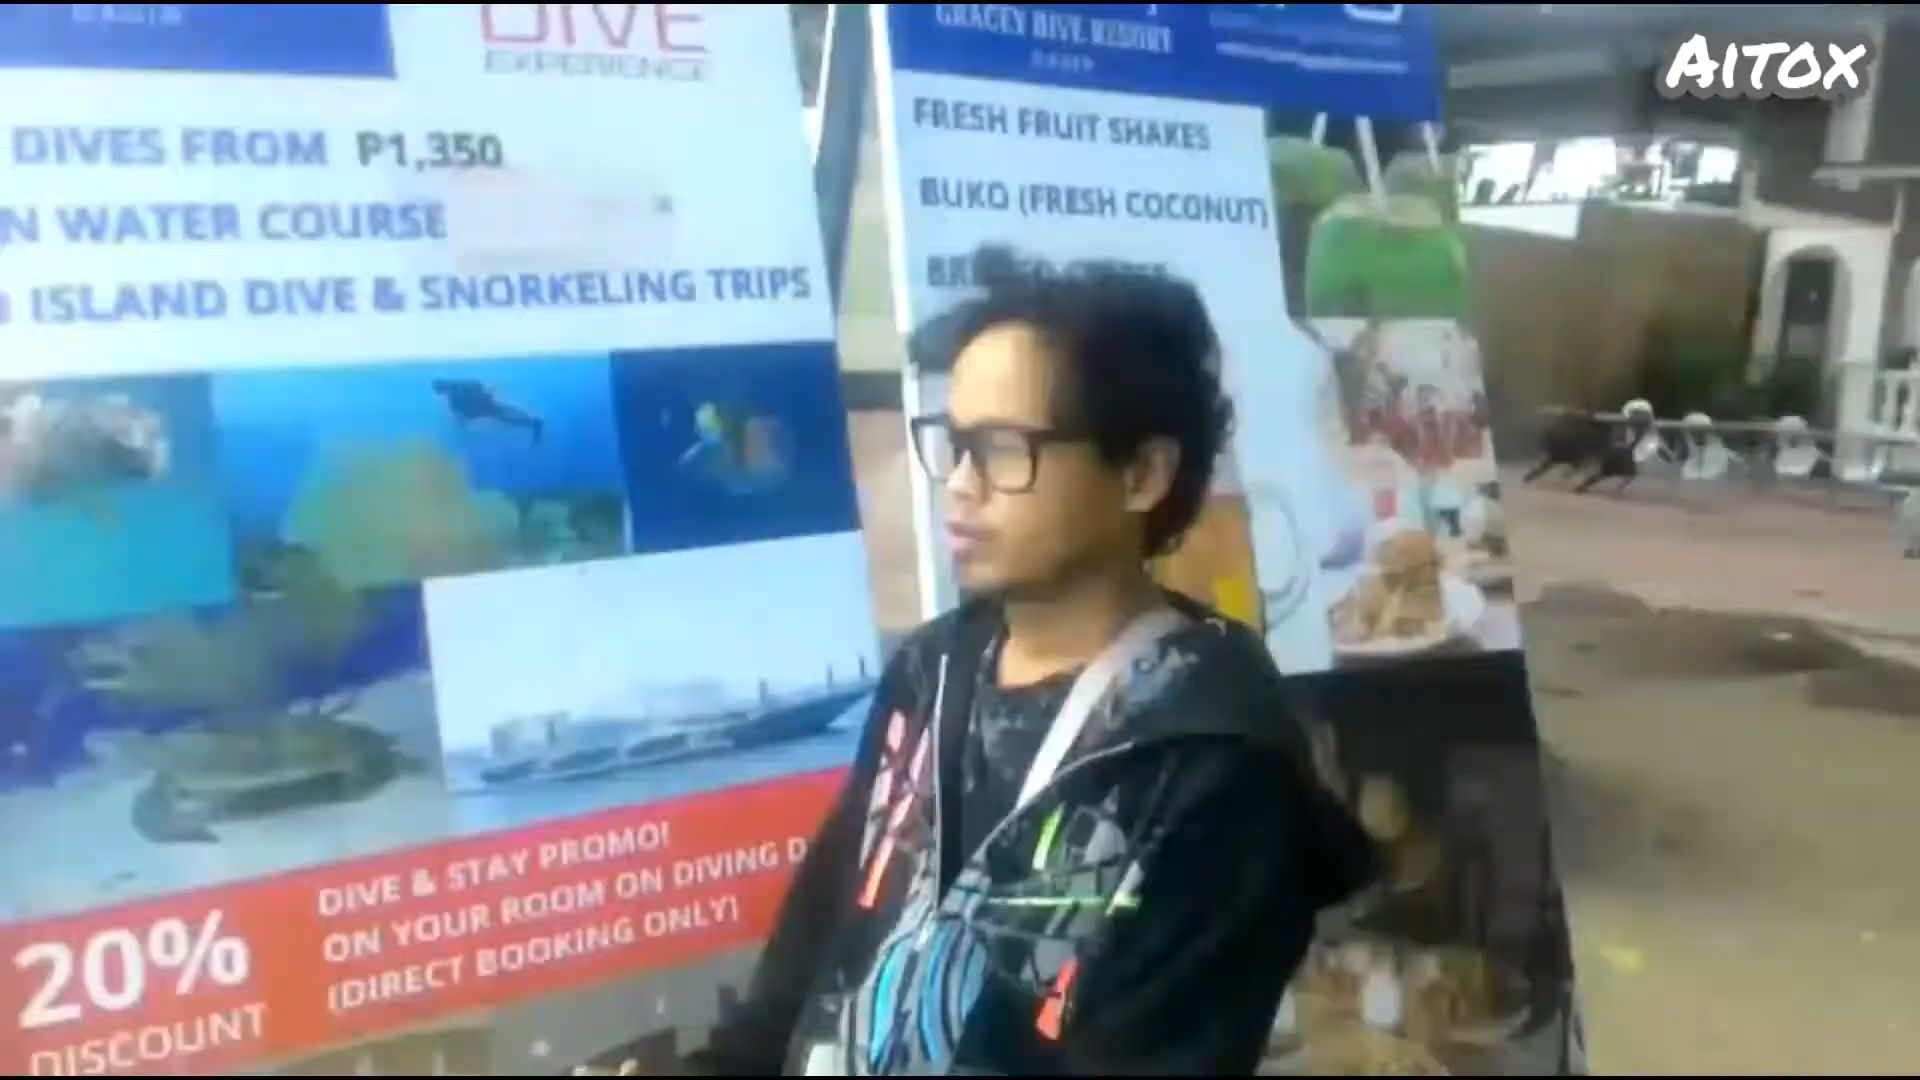 DIVE
EXPERIENCE
DIVES FROM P1,350
N WATER COURSE
ISLAND DIVE & SNORKELING TRIPS
DIVE & STAY PROMO!
ON YOUR ROOM ON DIVING D
(DIRECT BOOKING ONLY)
20%
DISCOUNT
DIVE RESORT
FRESH FRUIT SHAKES
BUKO (FRESH COCONUT)
AITOX